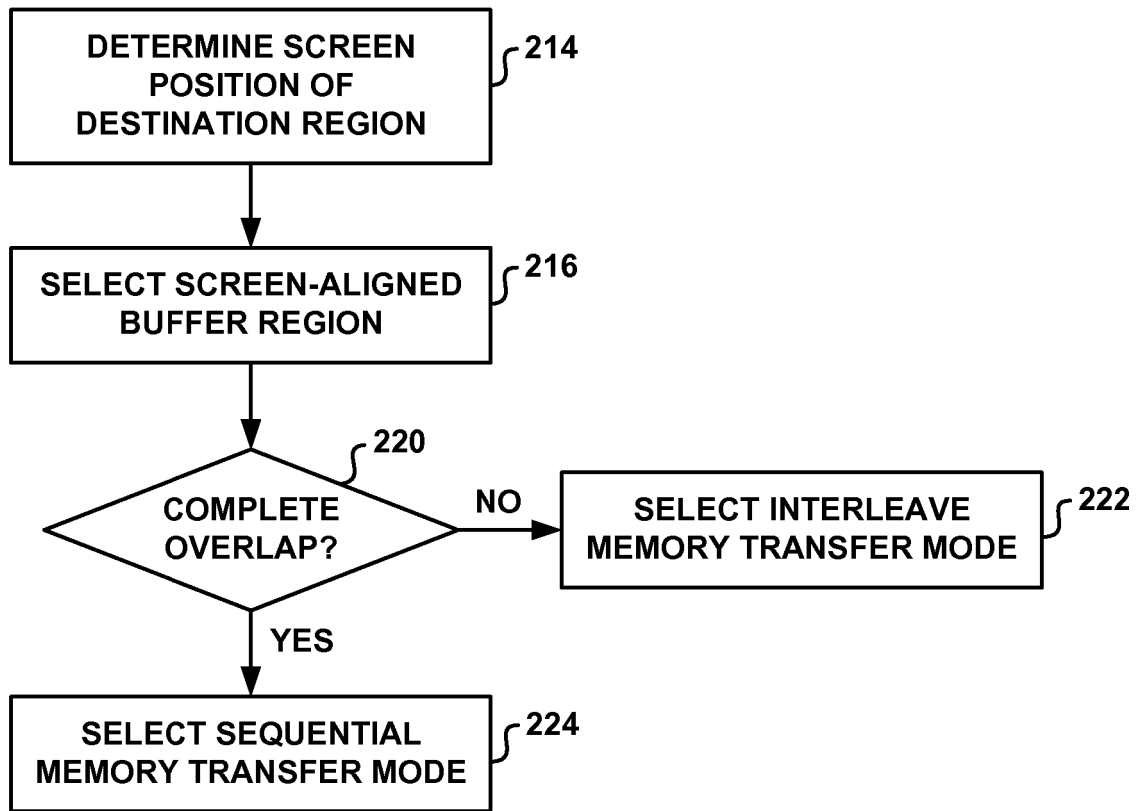 DETERMINE SCREEN
POSITION OF
DESTINATION REGION
214
SELECT SCREEN-ALIGNED
BUFFER REGION
216
COMPLETE
OVERLAP?
220
NO
SELECT INTERLEAVE
MEMORY TRANSFER MODE
222
YES
SELECT SEQUENTIAL
MEMORY TRANSFER MODE
224